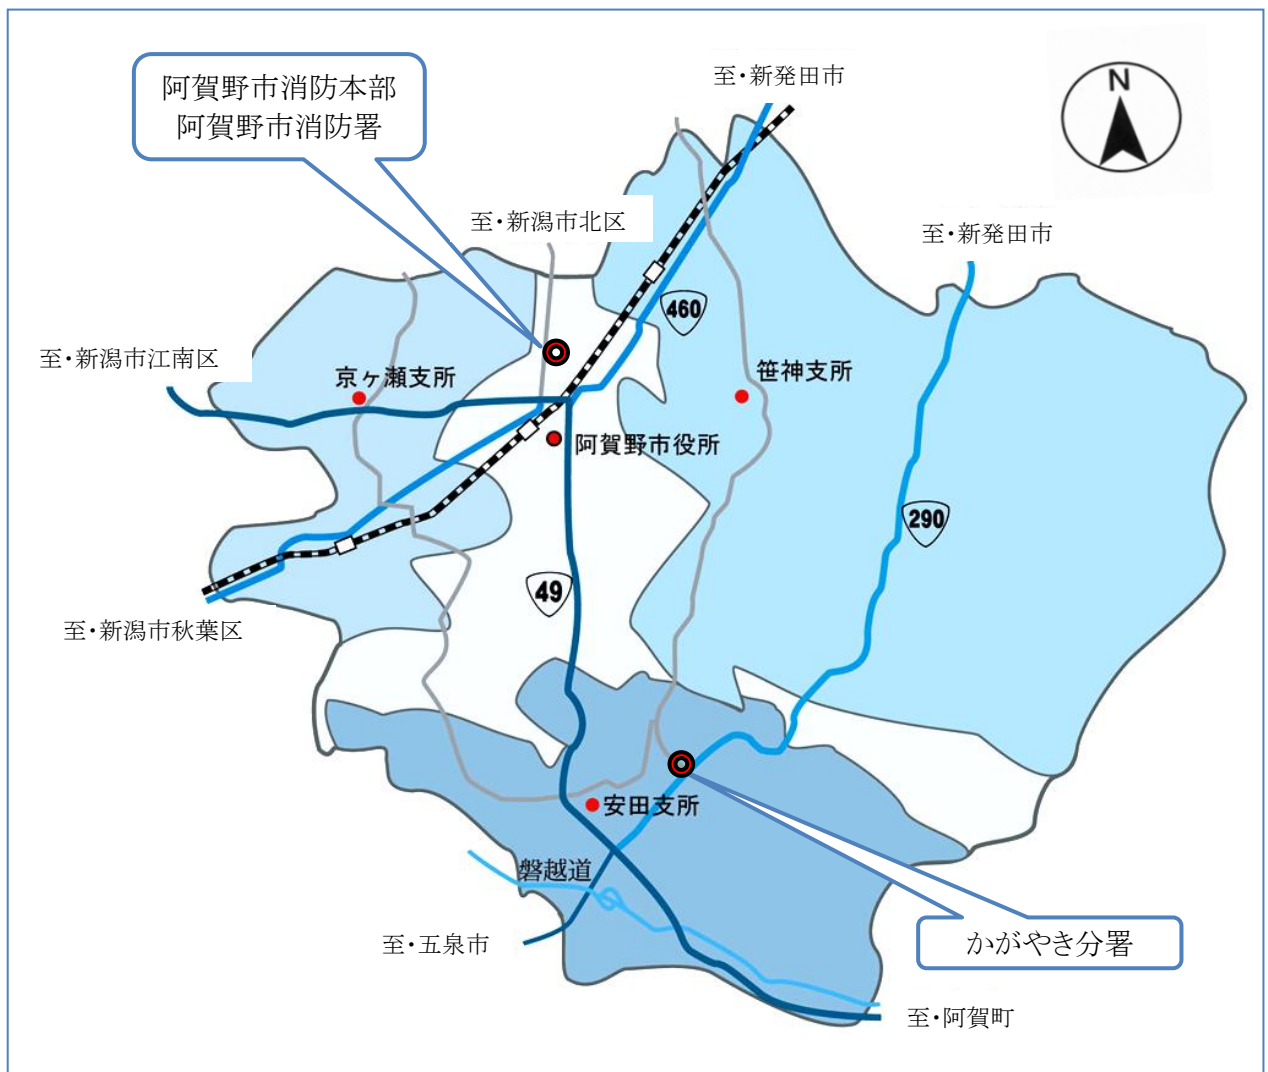 阿賀野市消防本部
阿賀野市消防署
至・新発田市
N
至・新潟市北区
至・新発田市
460
至・新潟市江南区
京ヶ瀬支所
笹神支所
阿賀野市役所
290
49
至・新潟市秋葉区
安田支所
磐越道
至・五泉市
かがやき分署
至・阿賀町